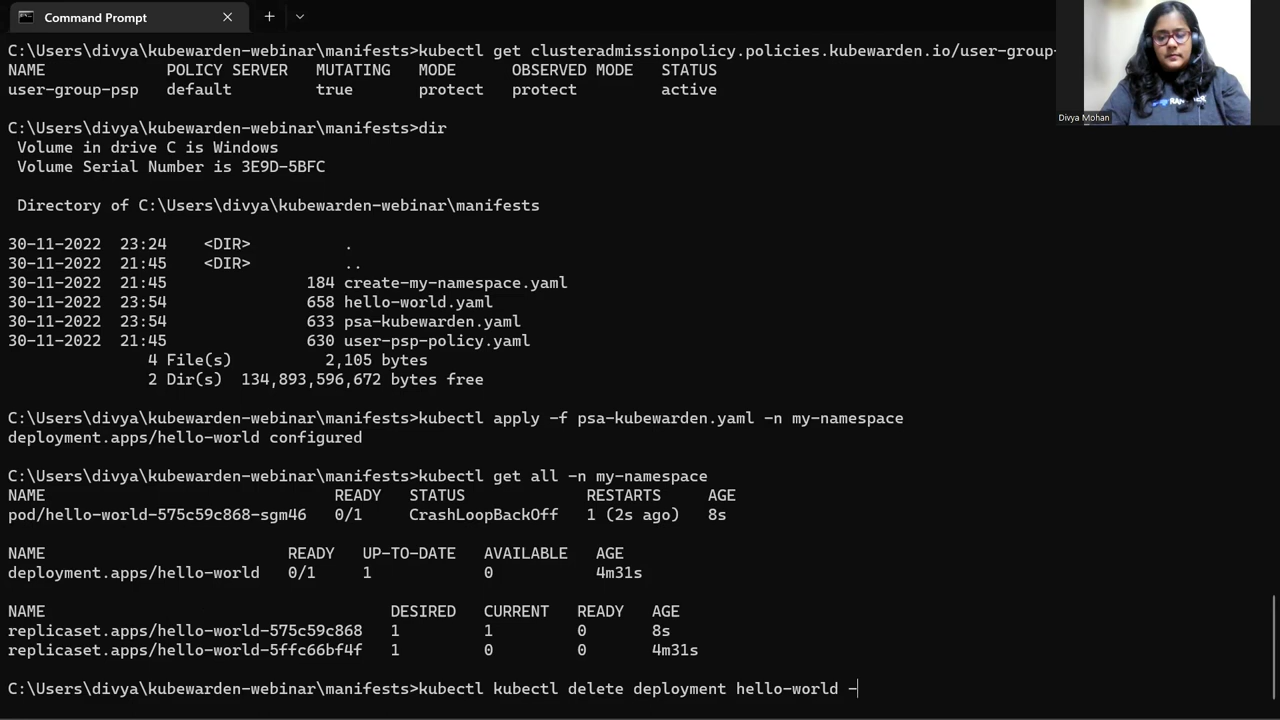 Command Prompt
C:\Users\divya\kubewarden-webinar\manifests>kubectl get clusteradmissionpolicy.policies.kubewarden.io/user-group-
NAME POLICY SERVER MUTATING MODE OBSERVED MODE STATUS
user-group-psp default true protect protect active
C:\Users\divya\kubewarden-webinar\manifests>dir
Volume in drive C is Windows
Volume Serial Number is 3E9D-5BFC
Directory of C:\Users\divya\kubewarden-webinar\manifests
30-11-2022 23:24 <DIR> .
30-11-2022 21:45 <DIR> ..
30-11-2022 21:45 184 create-my-namespace.yaml
30-11-2022 23:54 658 hello-world.yaml
30-11-2022 23:54 633 psa-kubewarden.yaml
30-11-2022 21:45 630 user-psp-policy.yaml
4 File(s) 2,105 bytes
2 Dir(s) 134,893,596,672 bytes free
C:\Users\divya\kubewarden-webinar\manifests>kubectl apply -f psa-kubewarden.yaml -n my-namespace
deployment.apps/hello-world configured
C:\Users\divya\kubewarden-webinar\manifests>kubectl get all -n my-namespace
NAME READY STATUS RESTARTS AGE
pod/hello-world-575c59c868-sgm46 0/1 CrashLoopBackOff 1 (2s ago) 8s
NAME READY UP-TO-DATE AVAILABLE AGE
deployment.apps/hello-world 0/1 1 0 4m31s
NAME DESIRED CURRENT READY AGE
replicaset.apps/hello-world-575c59c868 1 1 0 8s
replicaset.apps/hello-world-5ffc66bf4f 1 0 0 4m31s
C:\Users\divya\kubewarden-webinar\manifests>kubectl kubectl delete deployment hello-world -
Divya Mohan